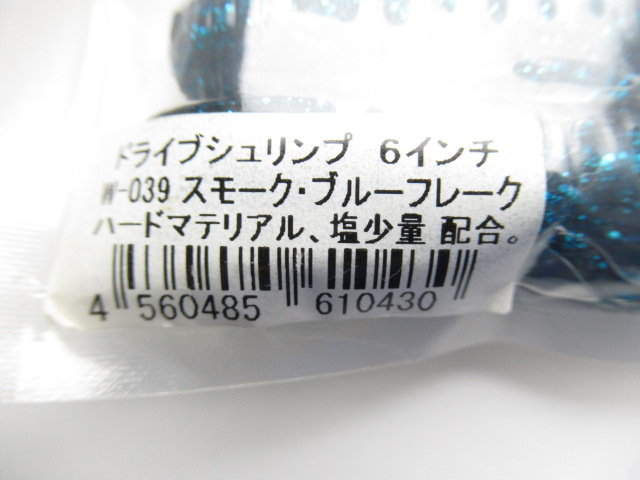 ドライブシュリンプ 6インチ
W-039 スモーク・ブルーフレーク
ハードマテリアル、塩少量 配合。
4 560485 610430